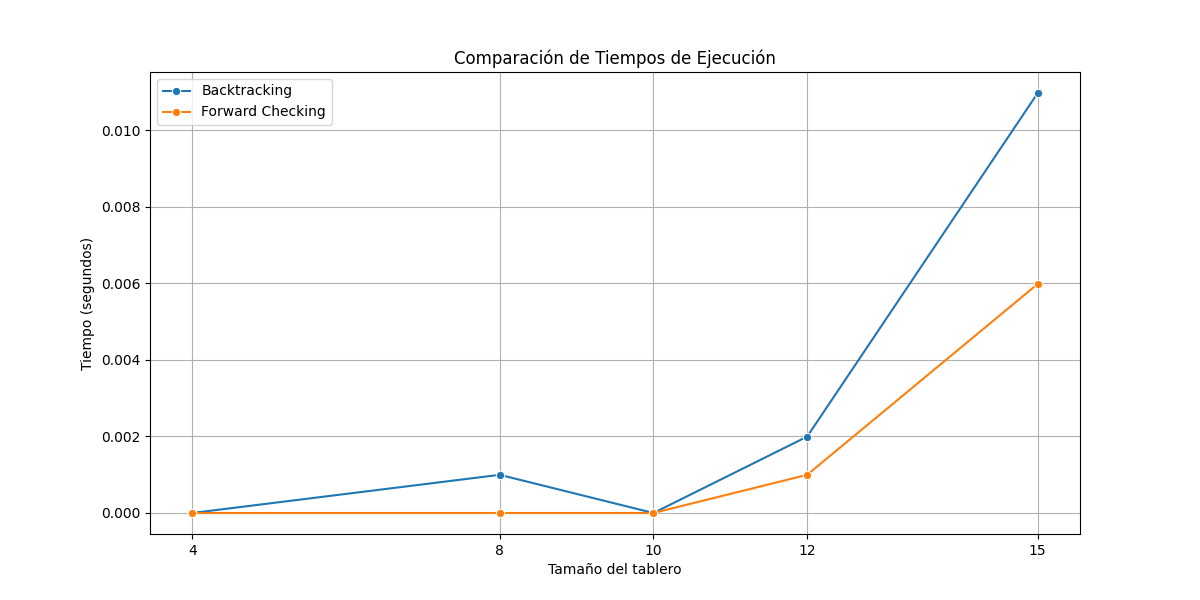 Comparación de Tiempos de Ejecución
Backtracking
Forward Checking
0.010
0.008
0.006
0.004
0.002
0.000
Tiempo (segundos)
4 8 10 12 15
Tamaño del tablero